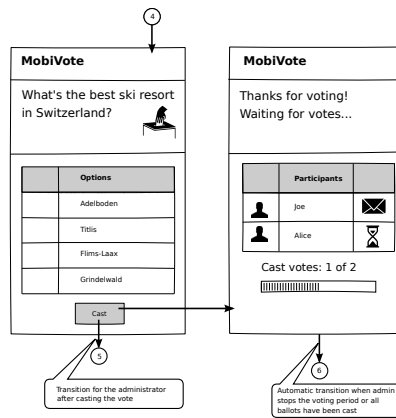 4
MobiVote
What's the best ski resort
in Switzerland?
Options
Adelboden
Titlis
Flims-Laax
Grindelwald
Cast
5
Transition for the administrator
after casting the vote
MobiVote
Thanks for voting!
Waiting for votes...
Participants
Joe
Alice
Cast votes: 1 of 2
6
Automatic transition when admin
stops the voting period or all
ballots have been cast